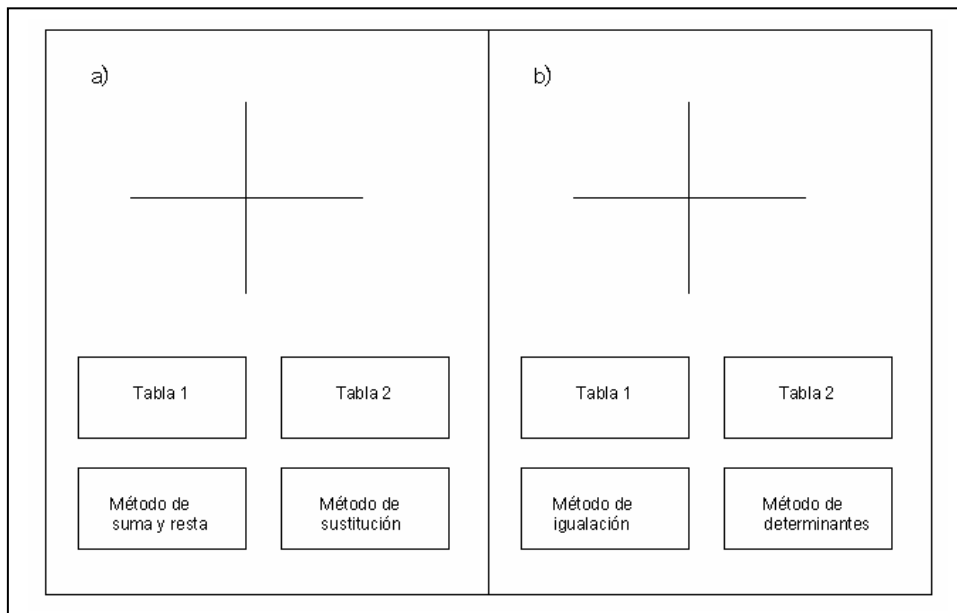 a)
Tabla 1
Tabla 2
Método de
suma y resta
Método de
sustitución
b)
Tabla 1
Tabla 2
Método de
igualación
Método de
determinantes